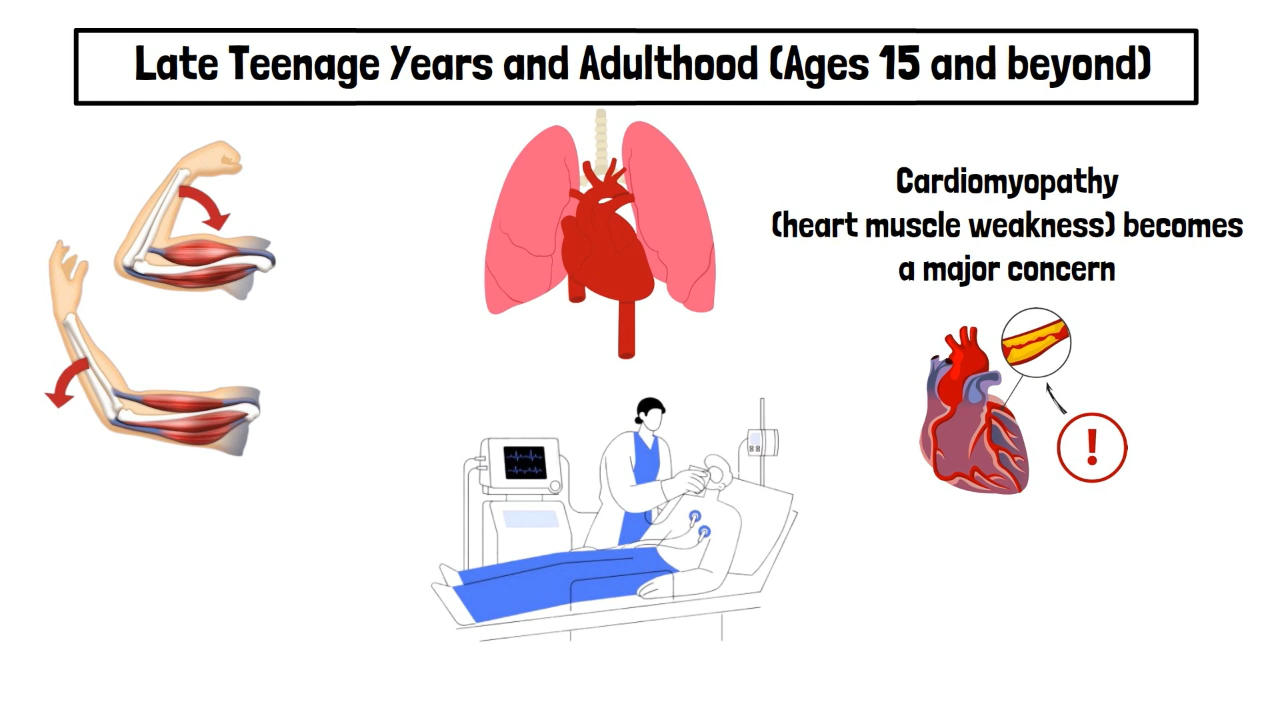 Late Teenage Years and Adulthood (Ages 15 and beyond)
Cardiomyopathy
(heart muscle weakness) becomes
a major concern
!